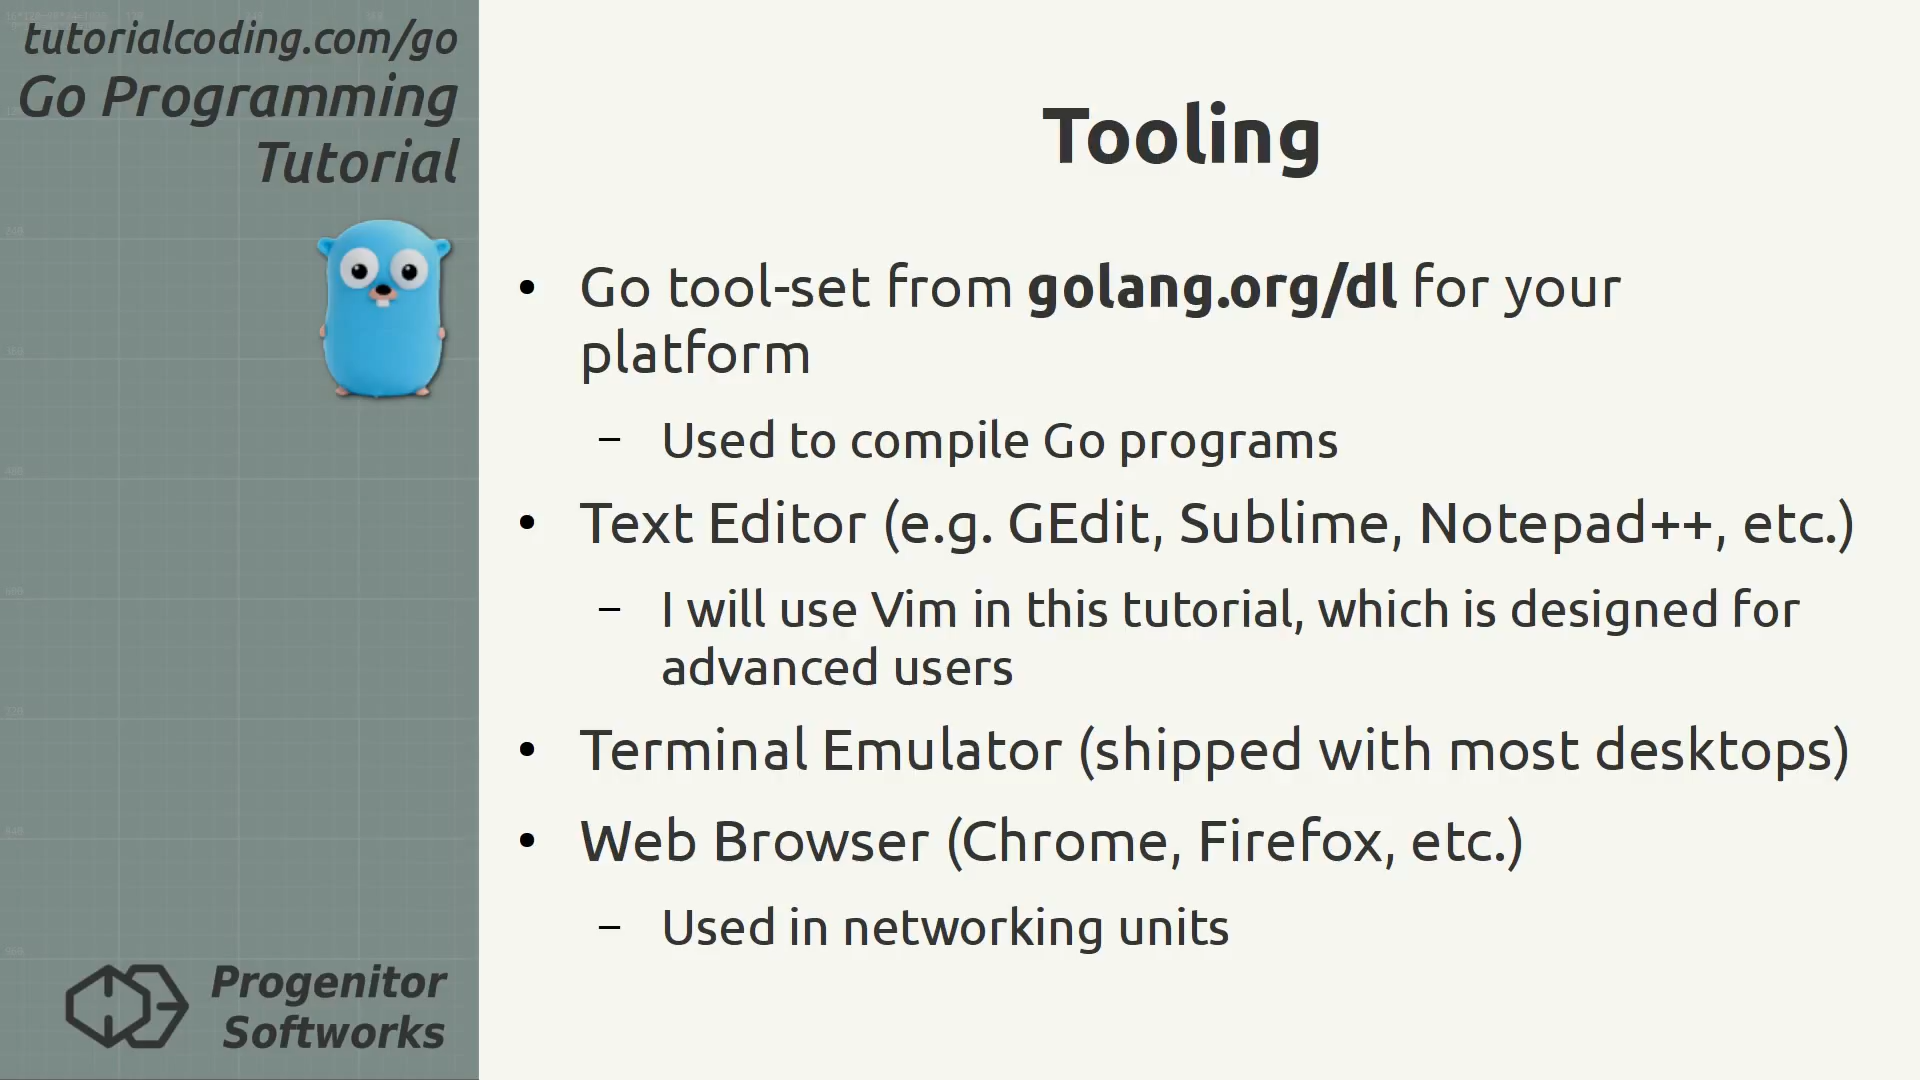 tutorialcoding.com/go
Go Programming
Tutorial
Tooling
• Go tool-set from golang.org/dl for your
platform
– Used to compile Go programs
• Text Editor (e.g. GEdit, Sublime, Notepad++, etc.)
– I will use Vim in this tutorial, which is designed for
advanced users
• Terminal Emulator (shipped with most desktops)
• Web Browser (Chrome, Firefox, etc.)
– Used in networking units
Progenitor
Softworks